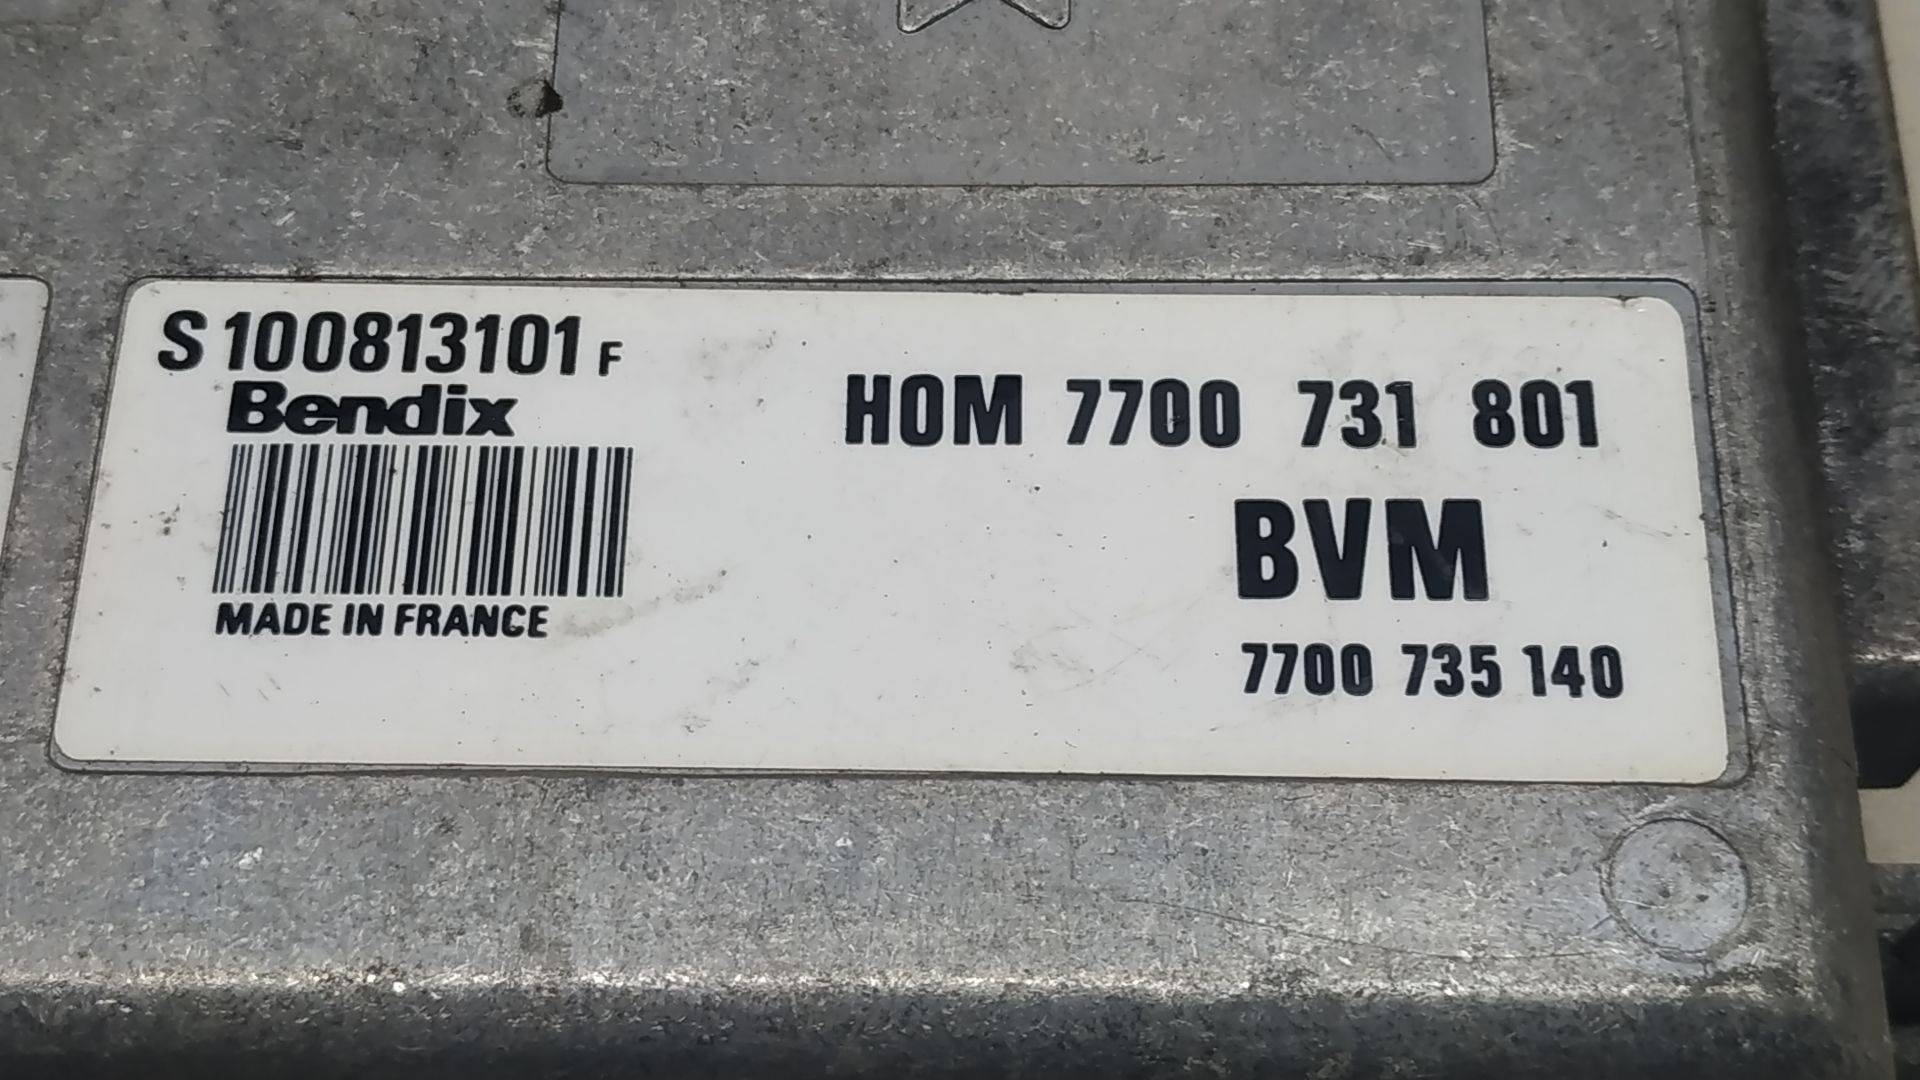 S 100813101 F
Bendix
MADE IN FRANCE
HOM 7700 731 801
BVM
7700 735 140